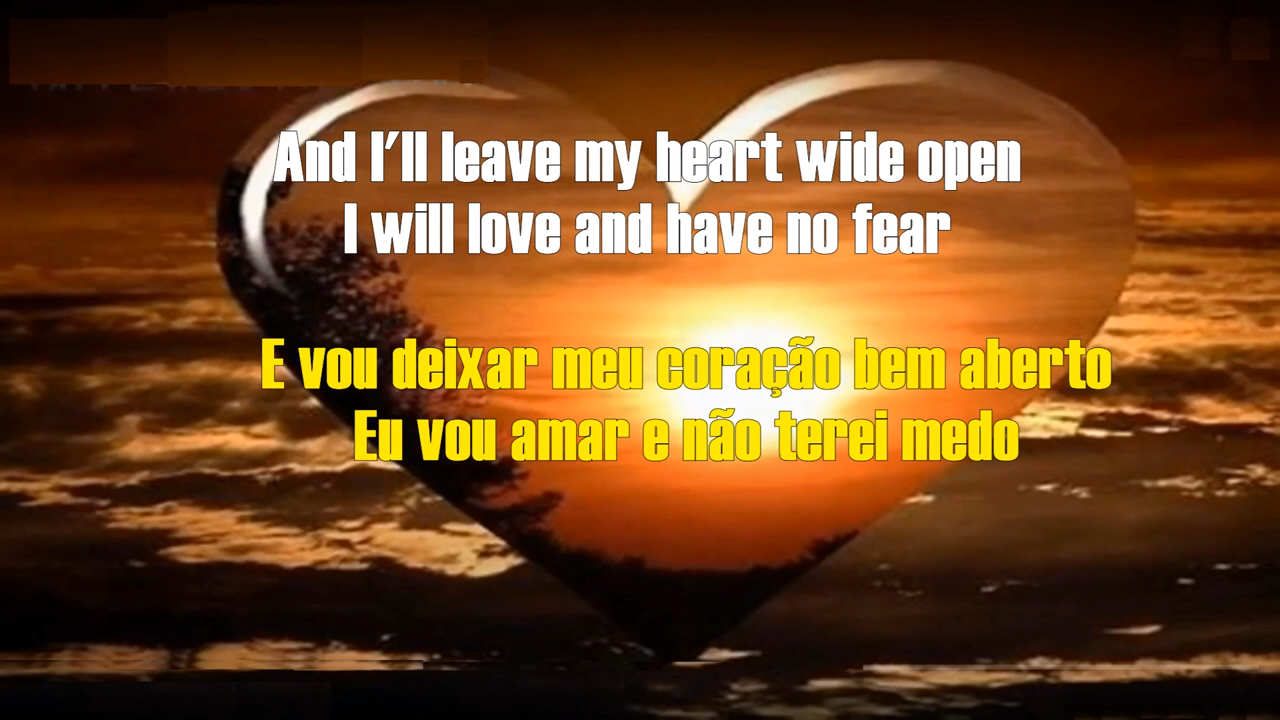 And I'll leave my heart wide open
I will love and have no fear
E vou deixar meu coração bem aberto
Eu vou amar e não terei medo